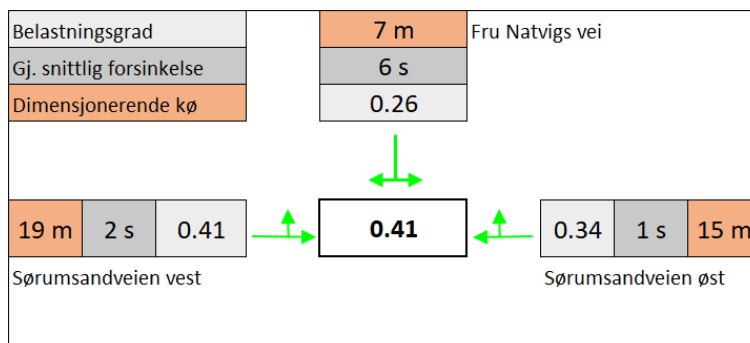 Belastningsgrad
Gj. snittlig forsinkelse
Dimensjonerende kø
7 m
Fru Natvigs vei
6 s
0.26
19 m 2 s 0.41
0.41
0.34 1 s 15 m
Sørumsandveien vest
Sørumsandveien øst